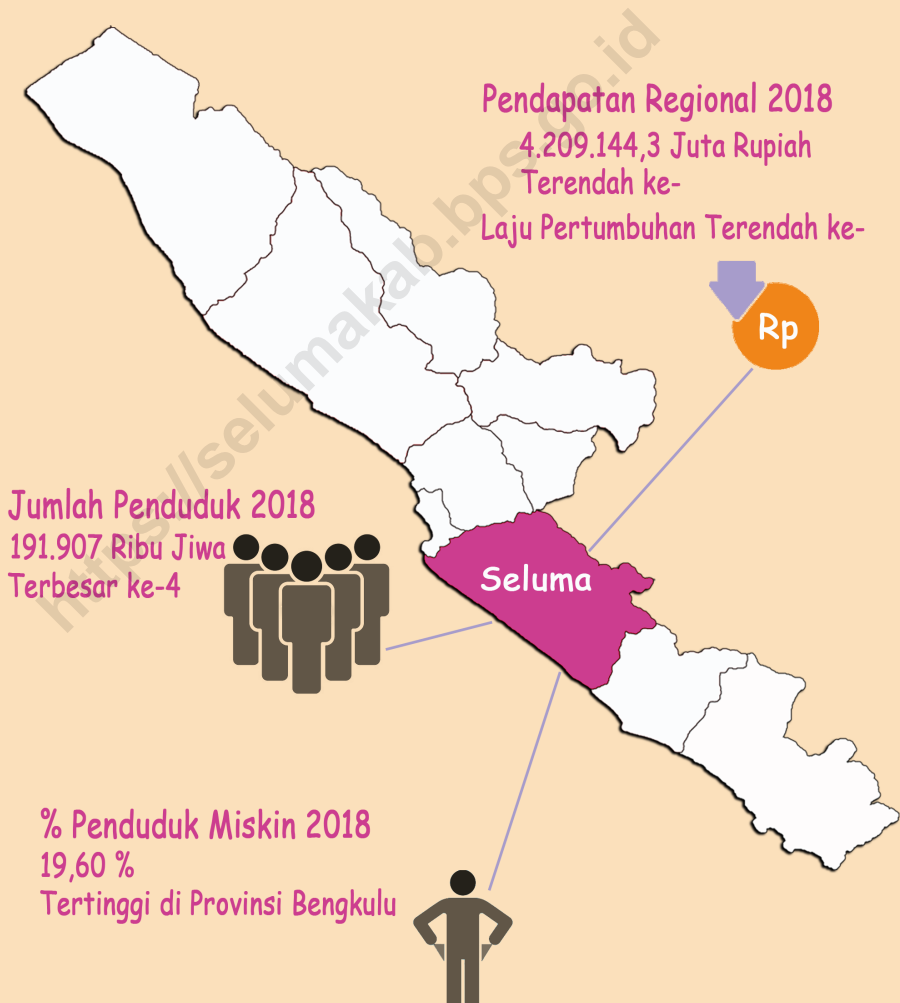 Pendapatan Regional 2018
4.209.144,3 Juta Rupiah
Terendah ke-
Laju Pertumbuhan Terendah ke-
Rp
Jumlah Penduduk 2018
191.907 Ribu Jiwa
Terbesar ke-4
Seluma
% Penduduk Miskin 2018
19,60 %
Tertinggi di Provinsi Bengkulu
https://selumakab.bps.go.id